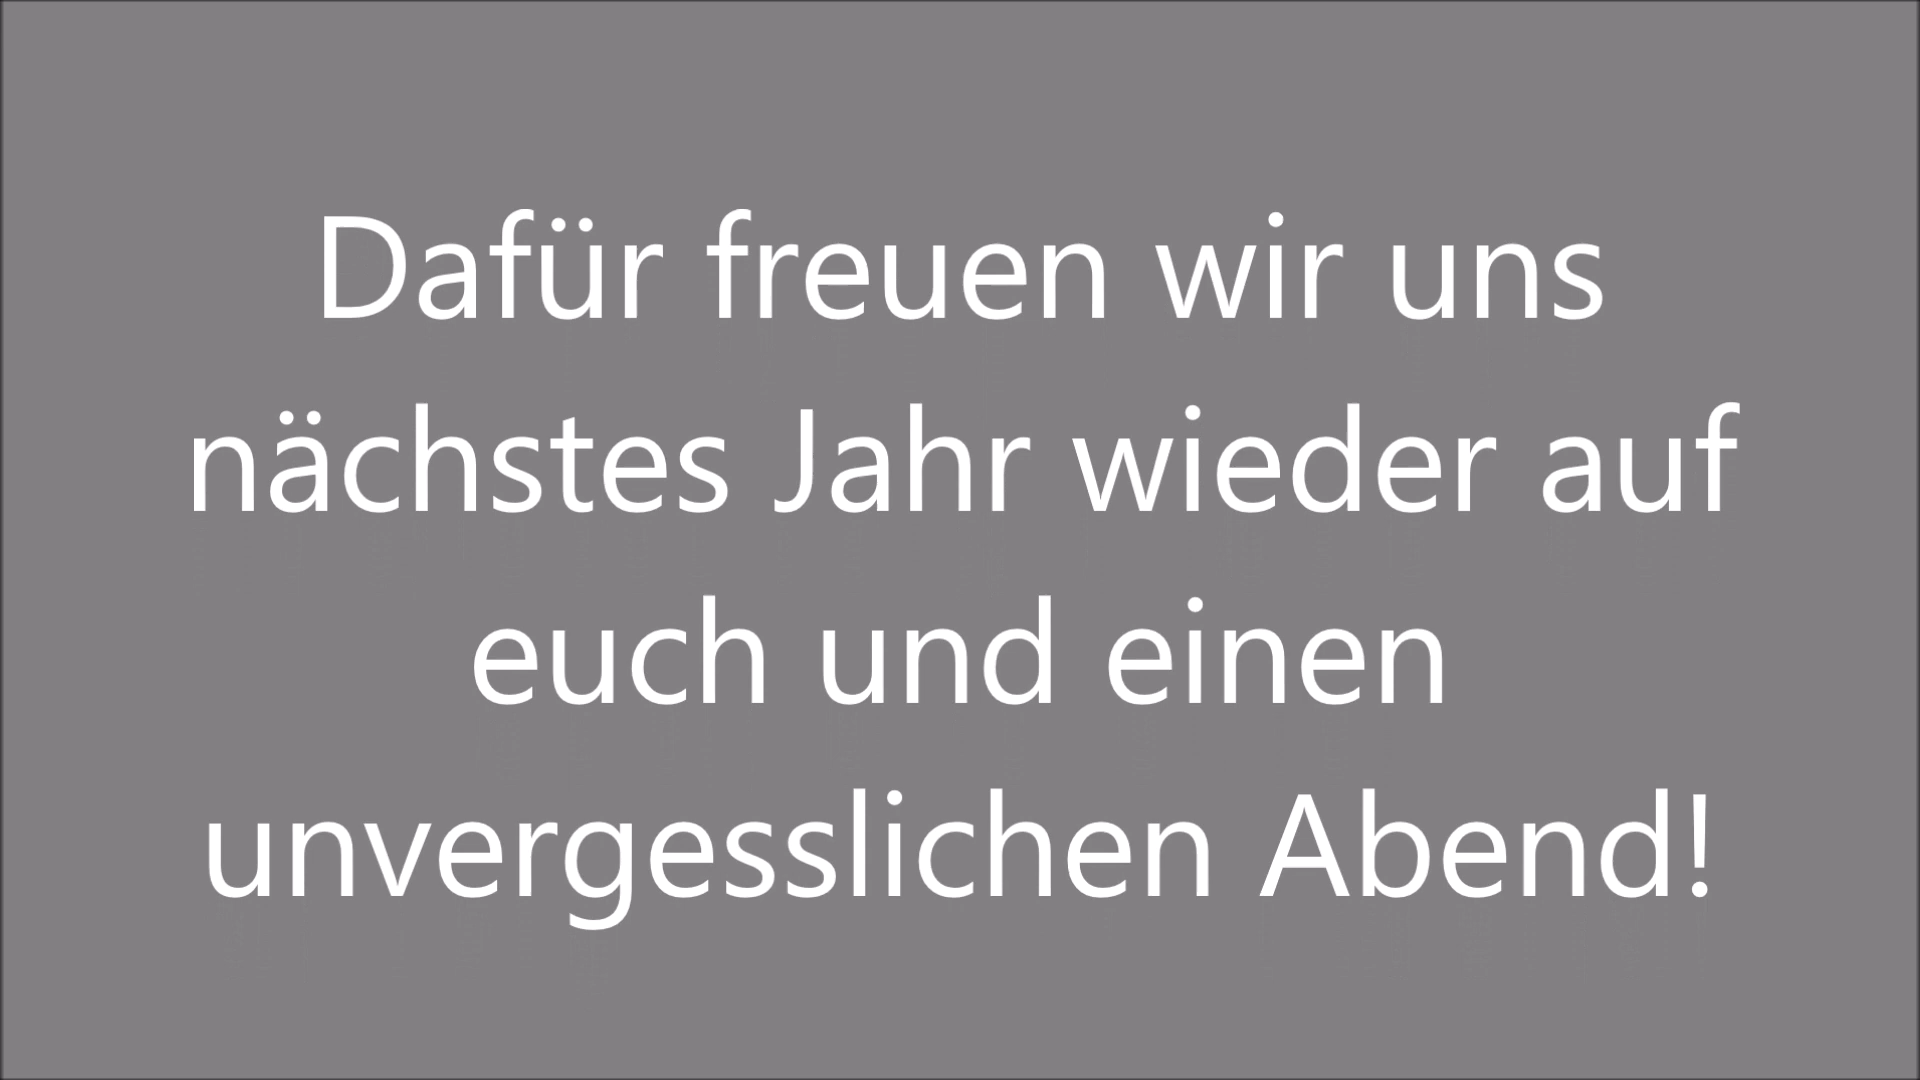 Dafür freuen wir uns
nächstes Jahr wieder auf
euch und einen
unvergesslichen Abend!